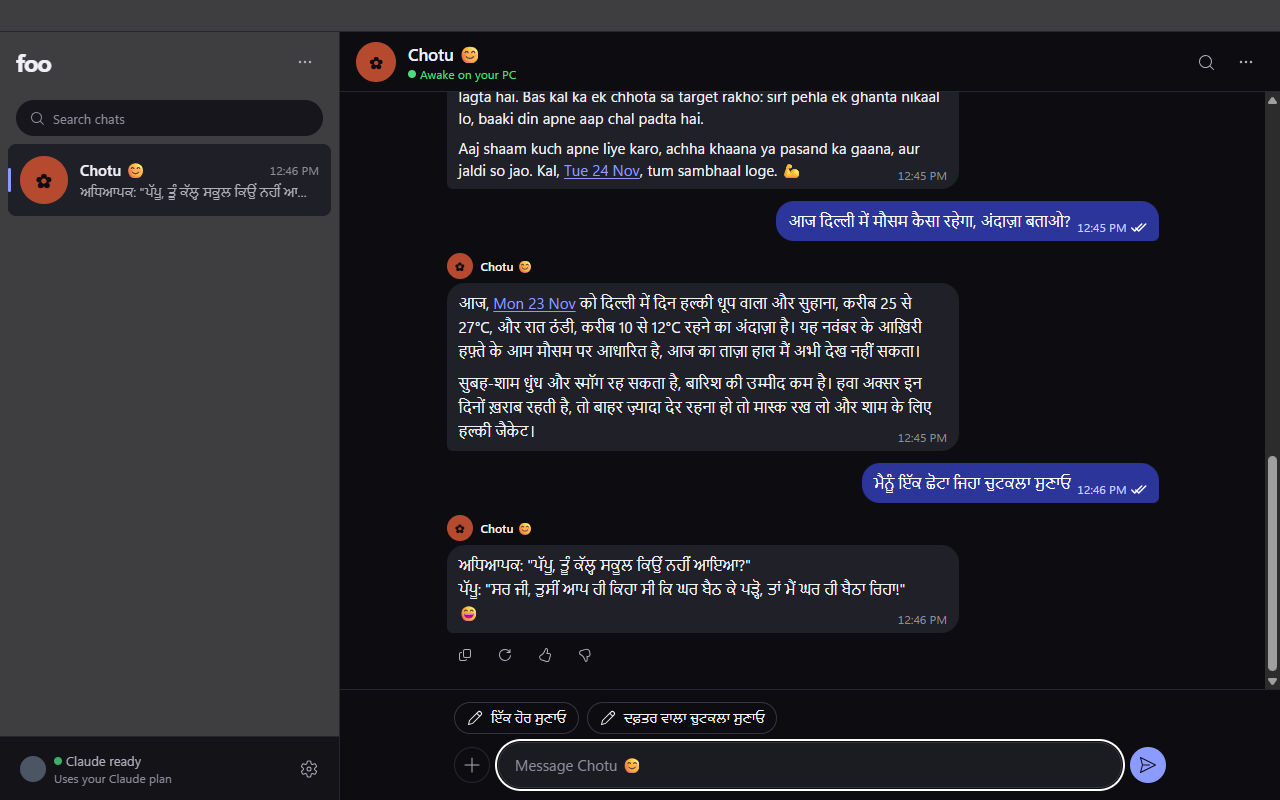 foo
Search chats
Chotu 😊
12:46 PM
ਅਧਿਆਪਕ: "ਪੱਪੂ, ਤੂੰ ਕੱਲ੍ਹ ਸਕੂਲ ਕਿਉਂ ਨਹੀਂ ਆ...
Claude ready
Uses your Claude plan
Chotu 😊
Awake on your PC
lagta hai. Bas kal ka ek chhota sa target rakho: sirf pehla ek ghanta nikaal
lo, baaki din apne aap chal padta hai.
Aaj shaam kuch apne liye karo, achha khaana ya pasand ka gaana, aur
jaldi so jao. Kal, Tue 24 Nov, tum sambhaal loge. 💪
12:45 PM
आज दिल्ली में मौसम कैसा रहेगा, अंदाज़ा बताओ?
12:45 PM
Chotu 😊
आज, Mon 23 Nov को दिल्ली में दिन हल्की धूप वाला और सुहाना, करीब 25 से
27°C, और रात ठंडी, करीब 10 से 12°C रहने का अंदाज़ा है। यह नवंबर के आख़िरी
हफ़्ते के आम मौसम पर आधारित है, आज का ताज़ा हाल मैं अभी देख नहीं सकता।
सुबह-शाम धुंध और स्मॉग रह सकता है, बारिश की उम्मीद कम है। हवा अक्सर इन
दिनों ख़राब रहती है, तो बाहर ज़्यादा देर रहना हो तो मास्क रख लो और शाम के लिए
हल्की जैकेट।
12:45 PM
ਮੈਨੂੰ ਇੱਕ ਛੋਟਾ ਜਿਹਾ ਚੁਟਕਲਾ ਸੁਣਾਓ
12:46 PM
Chotu 😊
ਅਧਿਆਪਕ: "ਪੱਪੂ, ਤੂੰ ਕੱਲ੍ਹ ਸਕੂਲ ਕਿਉਂ ਨਹੀਂ ਆਇਆ?"
ਪੱਪੂ: "ਸਰ ਜੀ, ਤੁਸੀਂ ਆਪ ਹੀ ਕਿਹਾ ਸੀ ਕਿ ਘਰ ਬੈਠ ਕੇ ਪੜ੍ਹੋ, ਤਾਂ ਮੈਂ ਘਰ ਹੀ ਬੈਠਾ ਰਿਹਾ!"
😄
12:46 PM
ਇੱਕ ਹੋਰ ਸੁਣਾਓ
ਦਫ਼ਤਰ ਵਾਲਾ ਚੁਟਕਲਾ ਸੁਣਾਓ
Message Chotu 😊